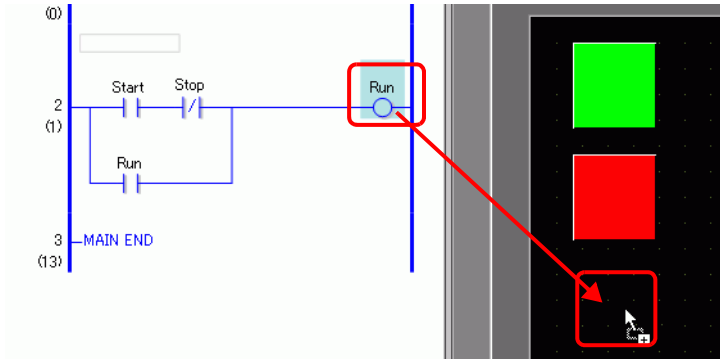 (0)
Start Stop Run
2
(1)
Run
3 MAIN END
(13)